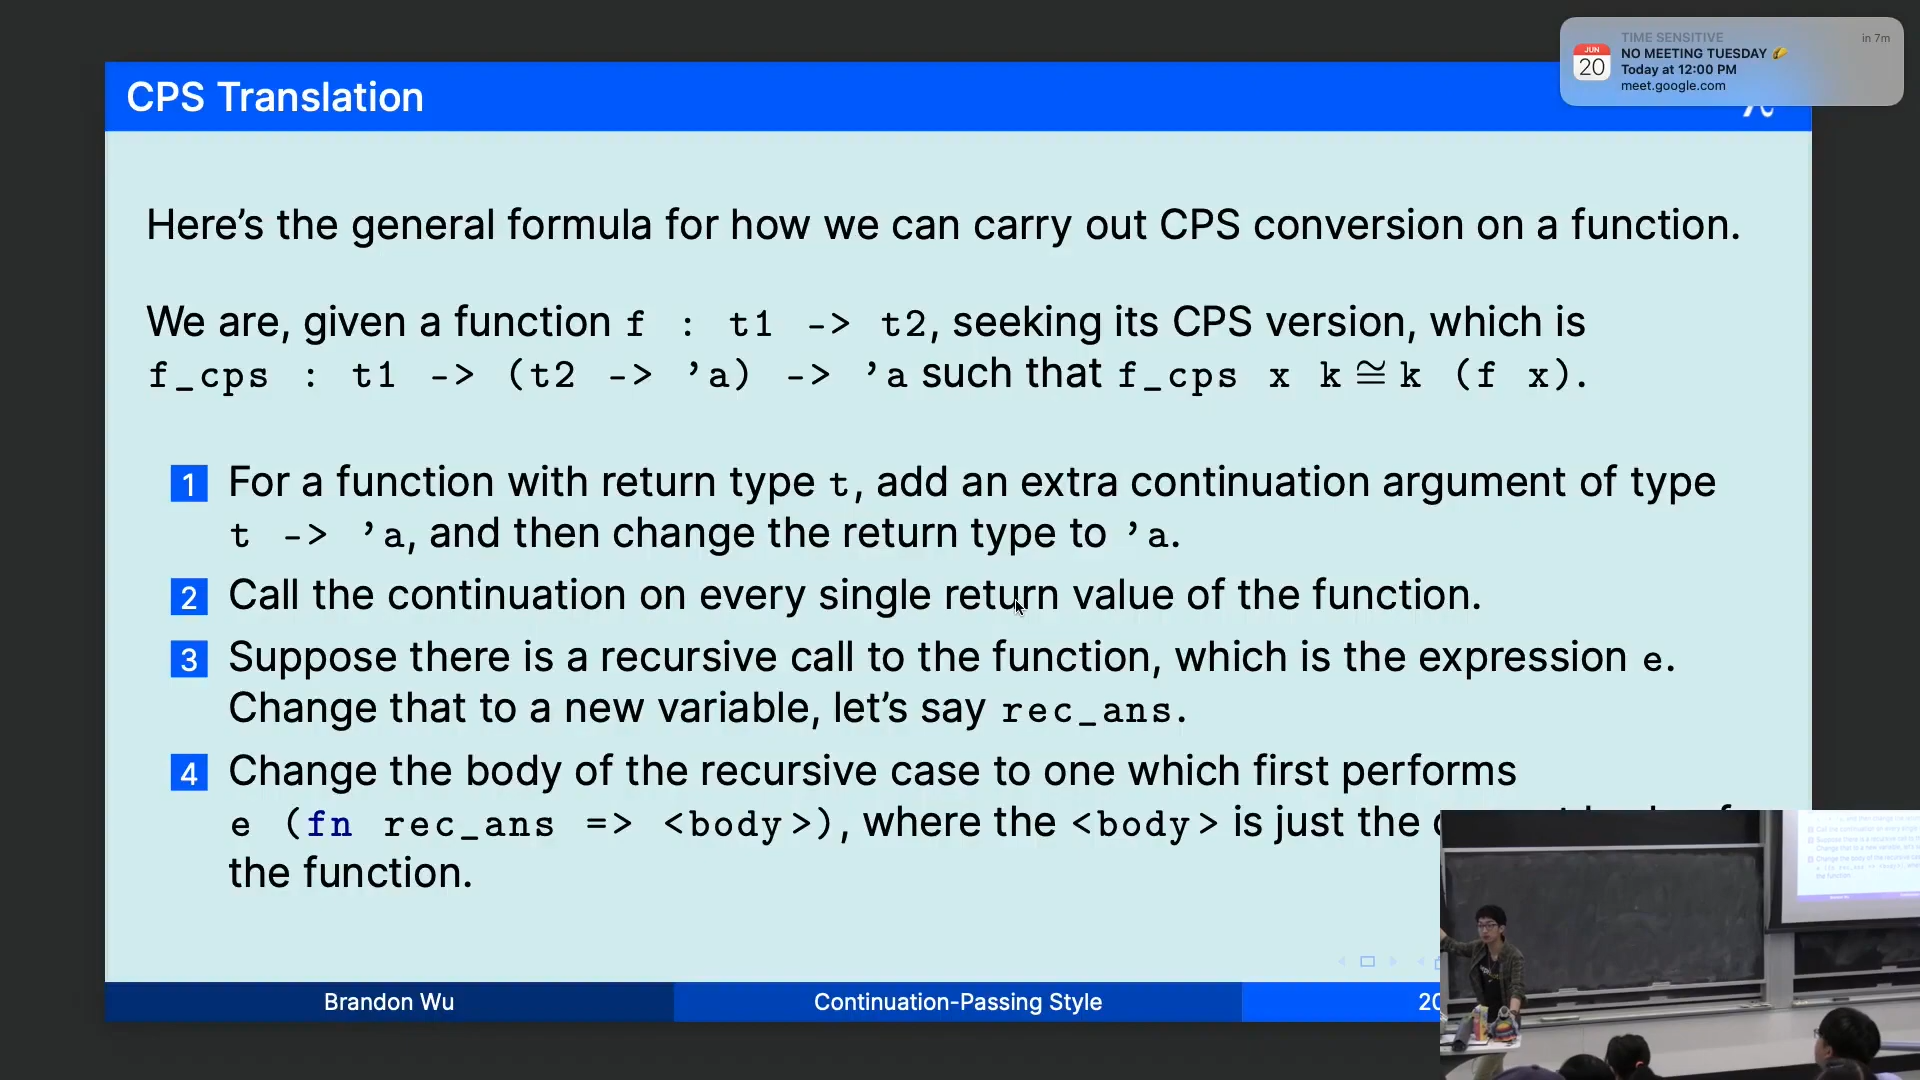 TIME SENSITIVE
in 7m
JUN
20
NO MEETING TUESDAY 🌮
Today at 12:00 PM
meet.google.com
CPS Translation
Here’s the general formula for how we can carry out CPS conversion on a function.
We are, given a function f : t1 -> t2, seeking its CPS version, which is
f_cps : t1 -> (t2 -> ’a) -> ’a such that f_cps x k ≅ k (f x).
1 For a function with return type t, add an extra continuation argument of type
t -> ’a, and then change the return type to ’a.
2 Call the continuation on every single return value of the function.
3 Suppose there is a recursive call to the function, which is the expression e.
Change that to a new variable, let’s say rec_ans.
4 Change the body of the recursive case to one which first performs
e (fn rec_ans => <body>), where the <body> is just the
the function.
Brandon Wu
Continuation-Passing Style
20